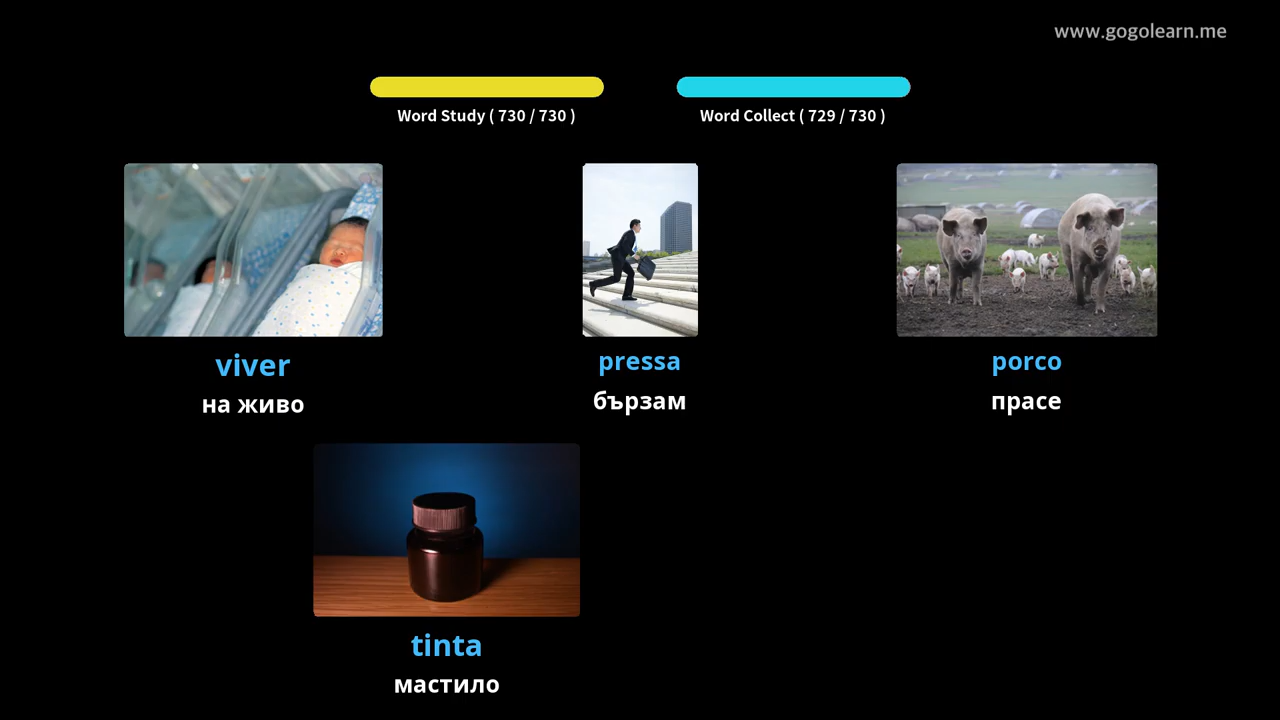 www.gogolearn.me
Word Study ( 730 / 730 )
Word Collect ( 729 / 730 )
viver
на живо
pressa
бързам
porco
прасе
tinta
мастило